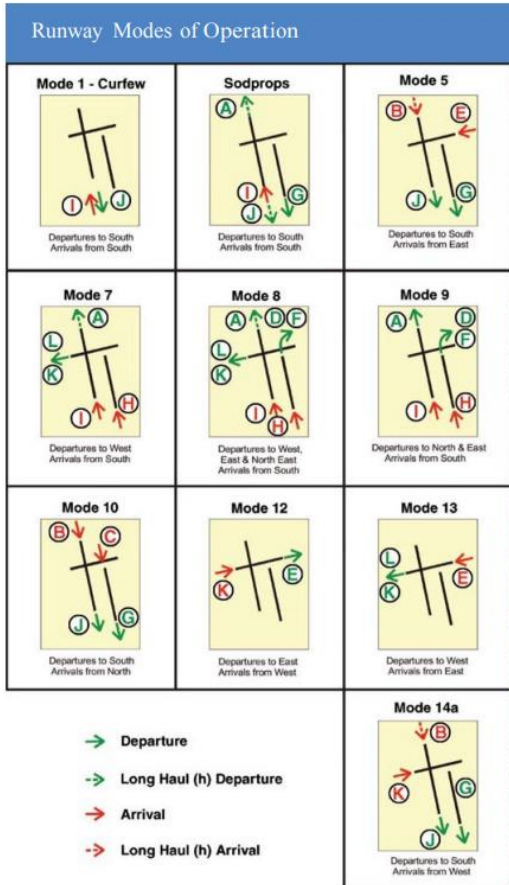 Runway Modes of Operation
Mode 1 - Curfew
I
J
Departures to South
Arrivals from South
Sodprops
A
I
J
G
Departures to South
Arrivals from South
Mode 5
B
E
J
G
Departures to South
Arrivals from East
Mode 7
A
L
K
I
H
Departures to West
Arrivals from South
Mode 8
A
D
F
L
K
I
H
Departures to West,
East & North East
Arrivals from South
Mode 9
A
D
F
I
H
Departures to North & East
Arrivals from South
Mode 10
B
C
J
G
Departures to South
Arrivals from North
Mode 12
K
E
Departures to East
Arrivals from West
Mode 13
L
K
E
Departures to West
Arrivals from East
Departure
Long Haul (h) Departure
Arrival
Long Haul (h) Arrival
Mode 14a
B
K
G
J
Departures to South
Arrivals from West